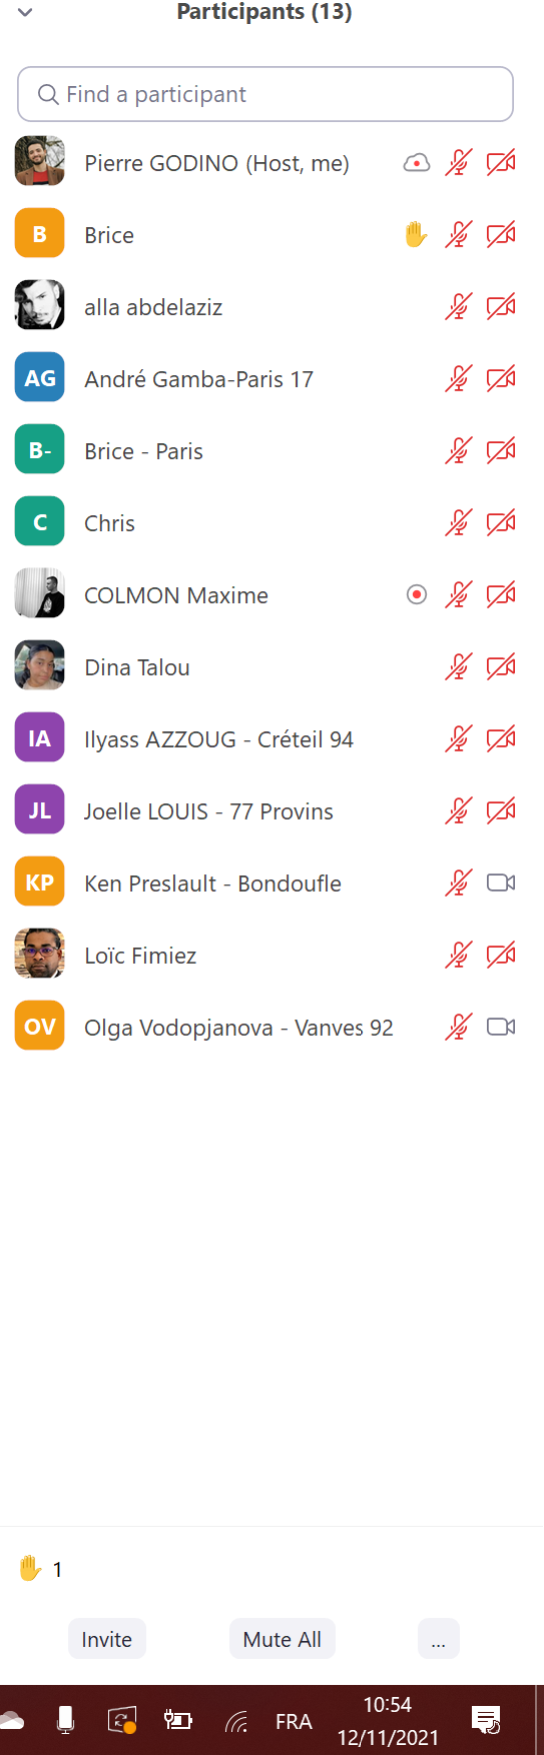 Participants (13)
Find a participant
Pierre GODINO (Host, me)
B Brice
alla abdelaziz
AG André Gamba-Paris 17
B- Brice - Paris
C Chris
COLMON Maxime
Dina Talou
IA Ilyass AZZOUG - Créteil 94
JL Joelle LOUIS - 77 Provins
KP Ken Preslault - Bondoufle
Loïc Fimiez
OV Olga Vodopjanova - Vanves 92
1
Invite Mute All ...
FRA 10:54
12/11/2021